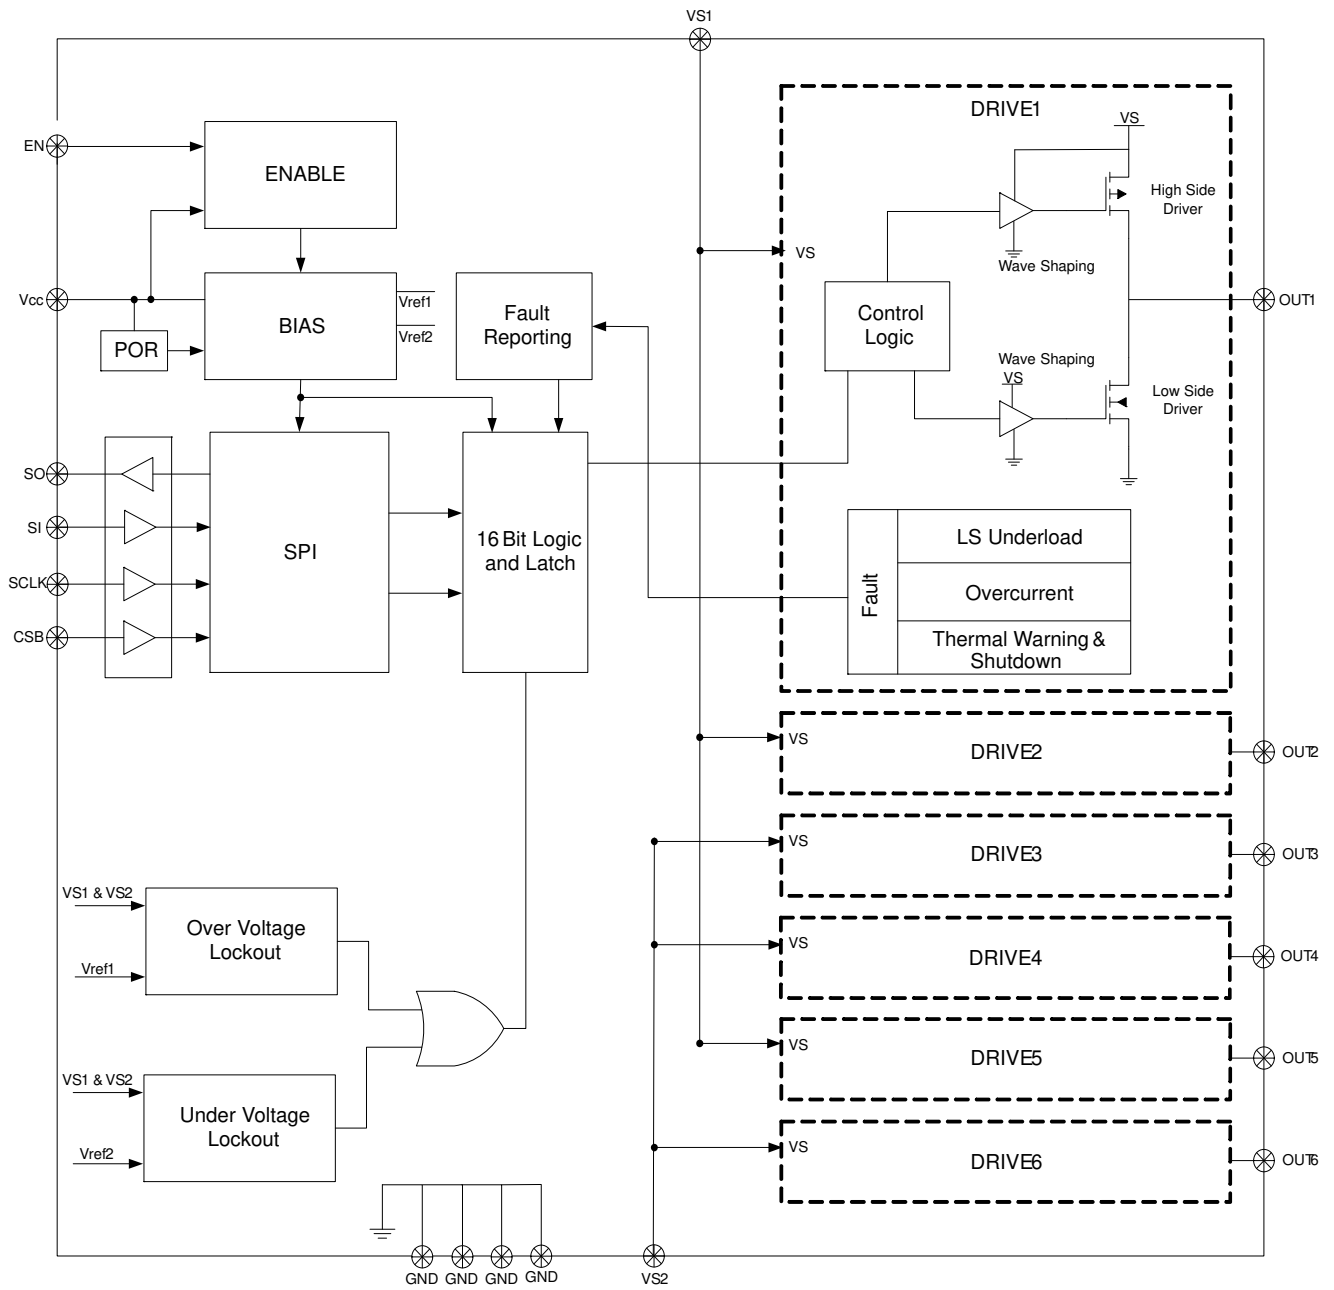 VS1
DRIVE1
VS
EN
ENABLE
High Side
Driver
VS
Wave Shaping
Vcc
Vref1
OUT1
BIAS
Fault
Reporting
Control
Logic
Vref2
POR
Wave Shaping
VS
Low Side
Driver
SO
SI
SPI
16 Bit Logic
and Latch
LS Underload
SCLK
Fault
Overcurrent
CSB
Thermal Warning &
Shutdown
VS
DRIVE2
OUT2
VS
DRIVE3
OUT3
VS1 & VS2
Over Voltage
Lockout
Vref1
VS
DRIVE4
OUT4
VS
DRIVE5
OUT5
VS1 & VS2
Under Voltage
Lockout
Vref2
VS
DRIVE6
OUT6
GND
GND
GND
GND
VS2